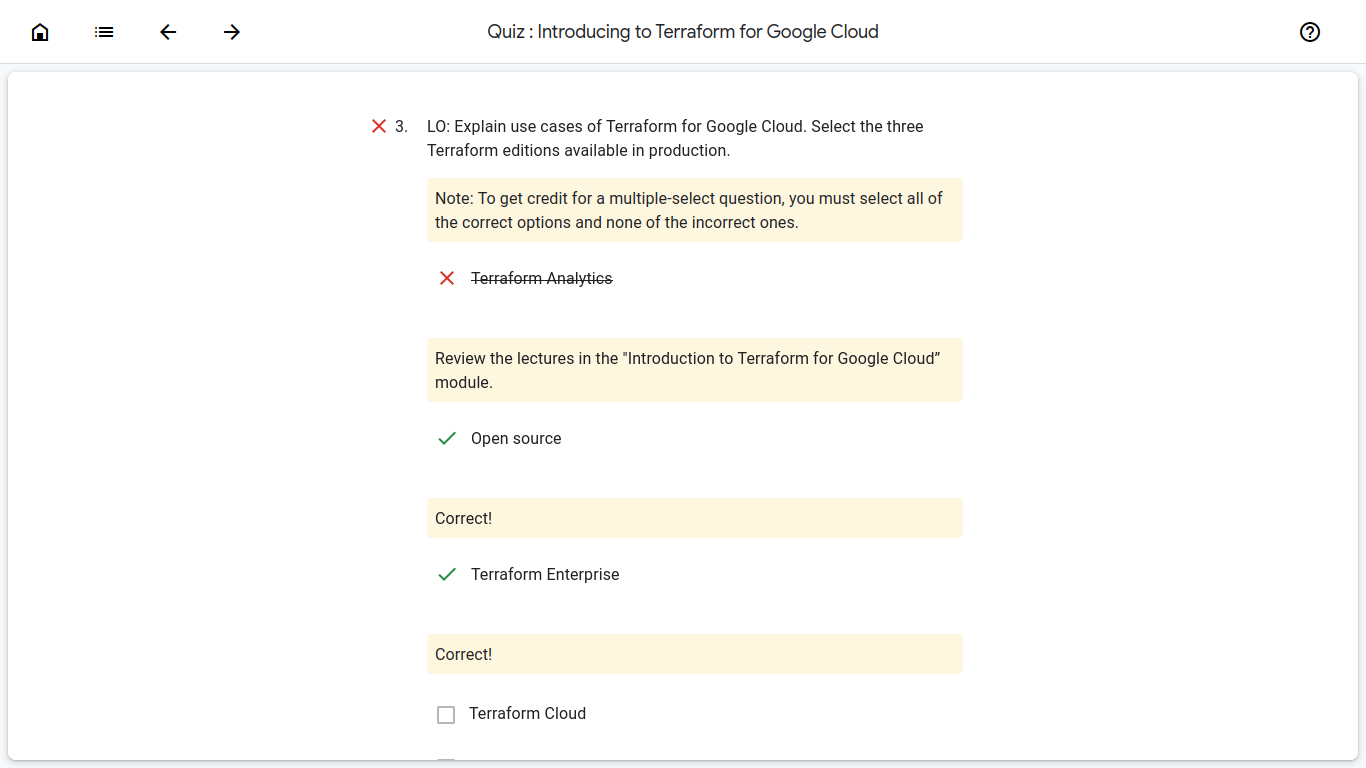 Quiz : Introducing to Terraform for Google Cloud
3. LO: Explain use cases of Terraform for Google Cloud. Select the three
Terraform editions available in production.
Note: To get credit for a multiple-select question, you must select all of
the correct options and none of the incorrect ones.
Terraform Analytics
Review the lectures in the "Introduction to Terraform for Google Cloud”
module.
Open source
Correct!
Terraform Enterprise
Correct!
Terraform Cloud